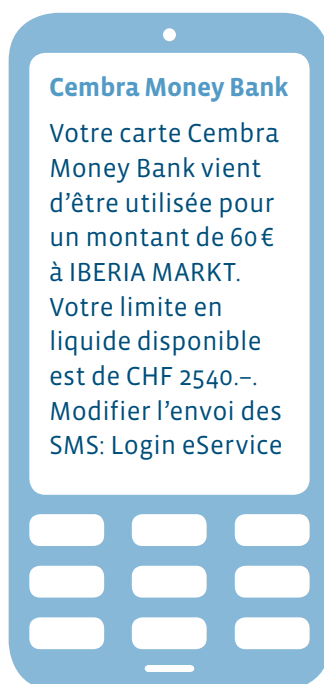 Cembra Money Bank
Votre carte Cembra
Money Bank vient
d’être utilisée pour
un montant de 60 €
à IBERIA MARKT.
Votre limite en
liquide disponible
est de CHF 2540.–.
Modifier l’envoi des
SMS: Login eService